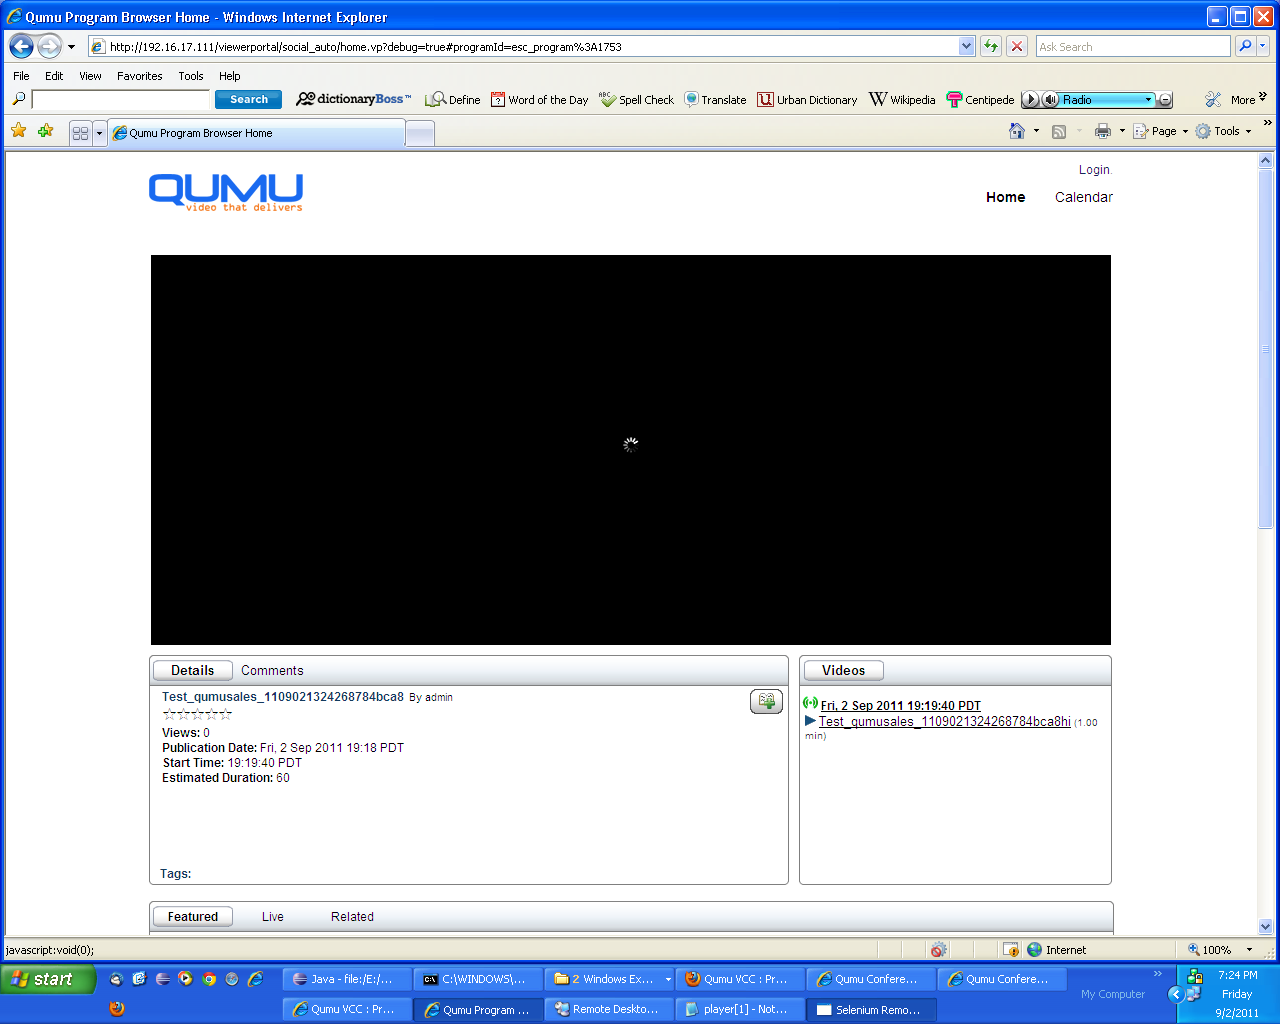 Qumu Program Browser Home - Windows Internet Explorer
http://192.16.17.111/viewerportal/social_auto/home.vp?debug=true#programId=esc_program%3A1753
Ask Search
File Edit View Favorites Tools Help
Search dictionaryBoss™ Define Word of the Day ABC Spell Check Translate Urban Dictionary Wikipedia Centipede Radio More
Qumu Program Browser Home
Page Tools
Login
QUMU
video that delivers
Home Calendar
Details Comments
Test_qumusales_1109021324268784bca8 By admin
Views: 0
Publication Date: Fri, 2 Sep 2011 19:18 PDT
Start Time: 19:19:40 PDT
Estimated Duration: 60
Tags:
Videos
Fri, 2 Sep 2011 19:19:40 PDT
Test_qumusales_1109021324268784bca8hi (1.00
min)
Featured Live Related
javascript:void(0);
Internet
100%
start
Java - file:/E:/...
C:\WINDOWS\...
2 Windows Ex...
Qumu VCC : Pr...
Qumu Confere...
Qumu Confere...
Qumu VCC : Pr...
Qumu Program ...
Remote Deskto...
player[1] - Not...
Selenium Remo...
My Computer
7:24 PM
Friday
9/2/2011